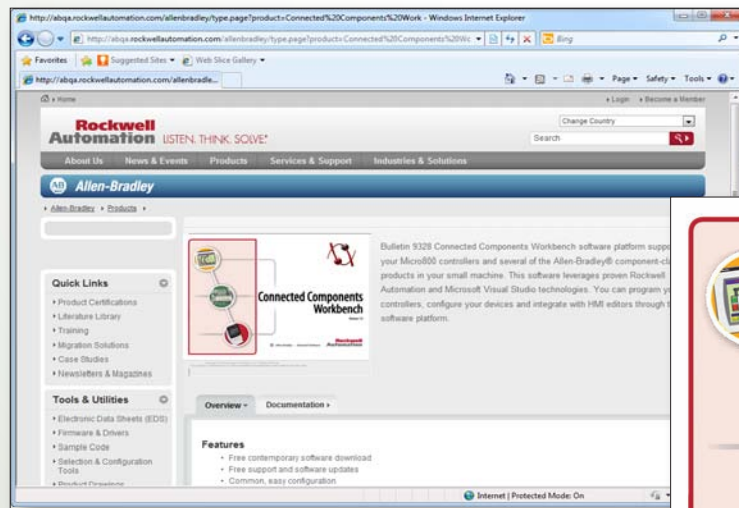 http://abqa.rockwellautomation.com/allenbradley/type.page?product=Connected%20Components%20Work - Windows Internet Explorer
http://abqa.rockwellautomation.com/allenbradley/type.page?product=Connected%20Components%20Wc
Bing
Favorites
Suggested Sites
Web Slice Gallery
http://abqa.rockwellautomation.com/allenbradle...
Page Safety Tools
Home
Login Become a Member
Rockwell
Automation LISTEN. THINK. SOLVE.
Change Country
Search
About Us News & Events Products Services & Support Industries & Solutions
AB Allen-Bradley
Allen-Bradley Products
Bulletin 9328 Connected Components Workbench software platform suppo
your Micro800 controllers and several of the Allen-Bradley® component-cla
products in your small machine. This software leverages proven Rockwell
Automation and Microsoft Visual Studio technologies. You can program yo
controllers, configure your devices and integrate with HMI editors through t
software platform.
Connected Components
Workbench
Rockwell
Automation
Quick Links
Product Certifications
Literature Library
Training
Migration Solutions
Case Studies
Newsletters & Magazines
Tools & Utilities
Electronic Data Sheets (EDS)
Firmware & Drivers
Sample Code
Selection & Configuration
Tools
Product Drawings
Overview Documentation
Features
Free contemporary software download
Free support and software updates
Common, easy configuration
Internet | Protected Mode: On